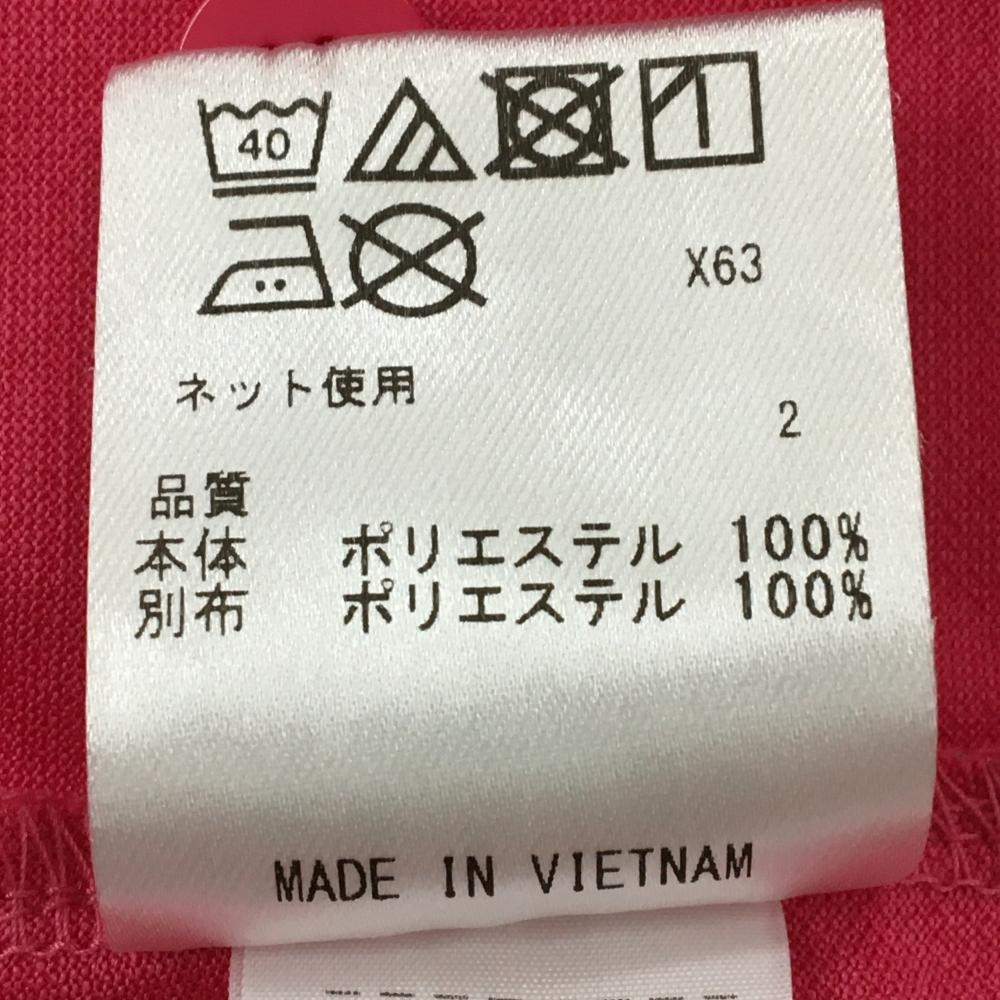 40
X63
ネット使用
2
品質
本体 ポリエステル 100%
別布 ポリエステル 100%
MADE IN VIETNAM